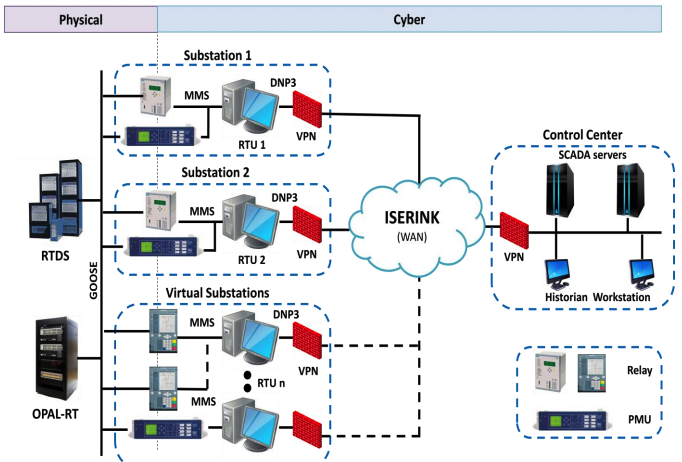 Physical
Cyber
Substation 1
MMS
DNP3
RTU 1
VPN
Substation 2
MMS
DNP3
RTU 2
VPN
RTDS
GOOSE
OPAL-RT
Virtual Substations
MMS
DNP3
VPN
RTU n
MMS
ISERINK
(WAN)
Control Center
SCADA servers
VPN
Historian Workstation
Relay
PMU